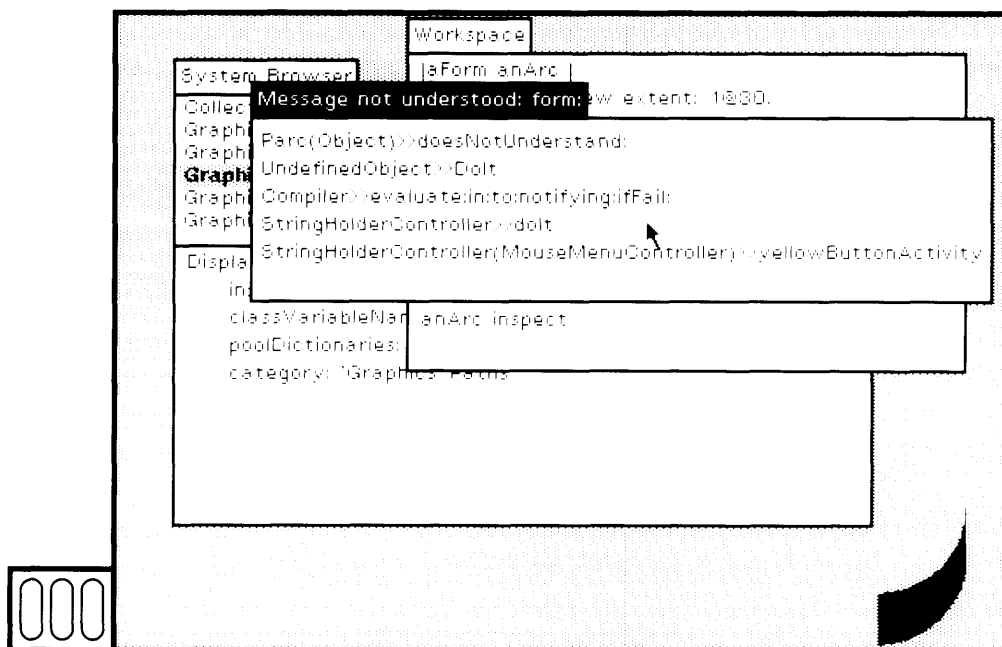 Workspace
System Browser
|aForm anArc |
Message not understood: form:
ew extent: 1@30.
Collec
Graphi
Graphi
Graphi
Graphi
Graphi
Parc(Object)>>doesNotUnderstand:
UndefinedObject>>DoIt
Compiler>>evaluate:in:to:notifying:ifFail:
StringHolderController>>doIt
StringHolderController(MouseMenuController)>>yellowButtonActivity
Displa
in
classVariableNam
anArc inspect
poolDictionaries:
category: 'Graphics Paths'